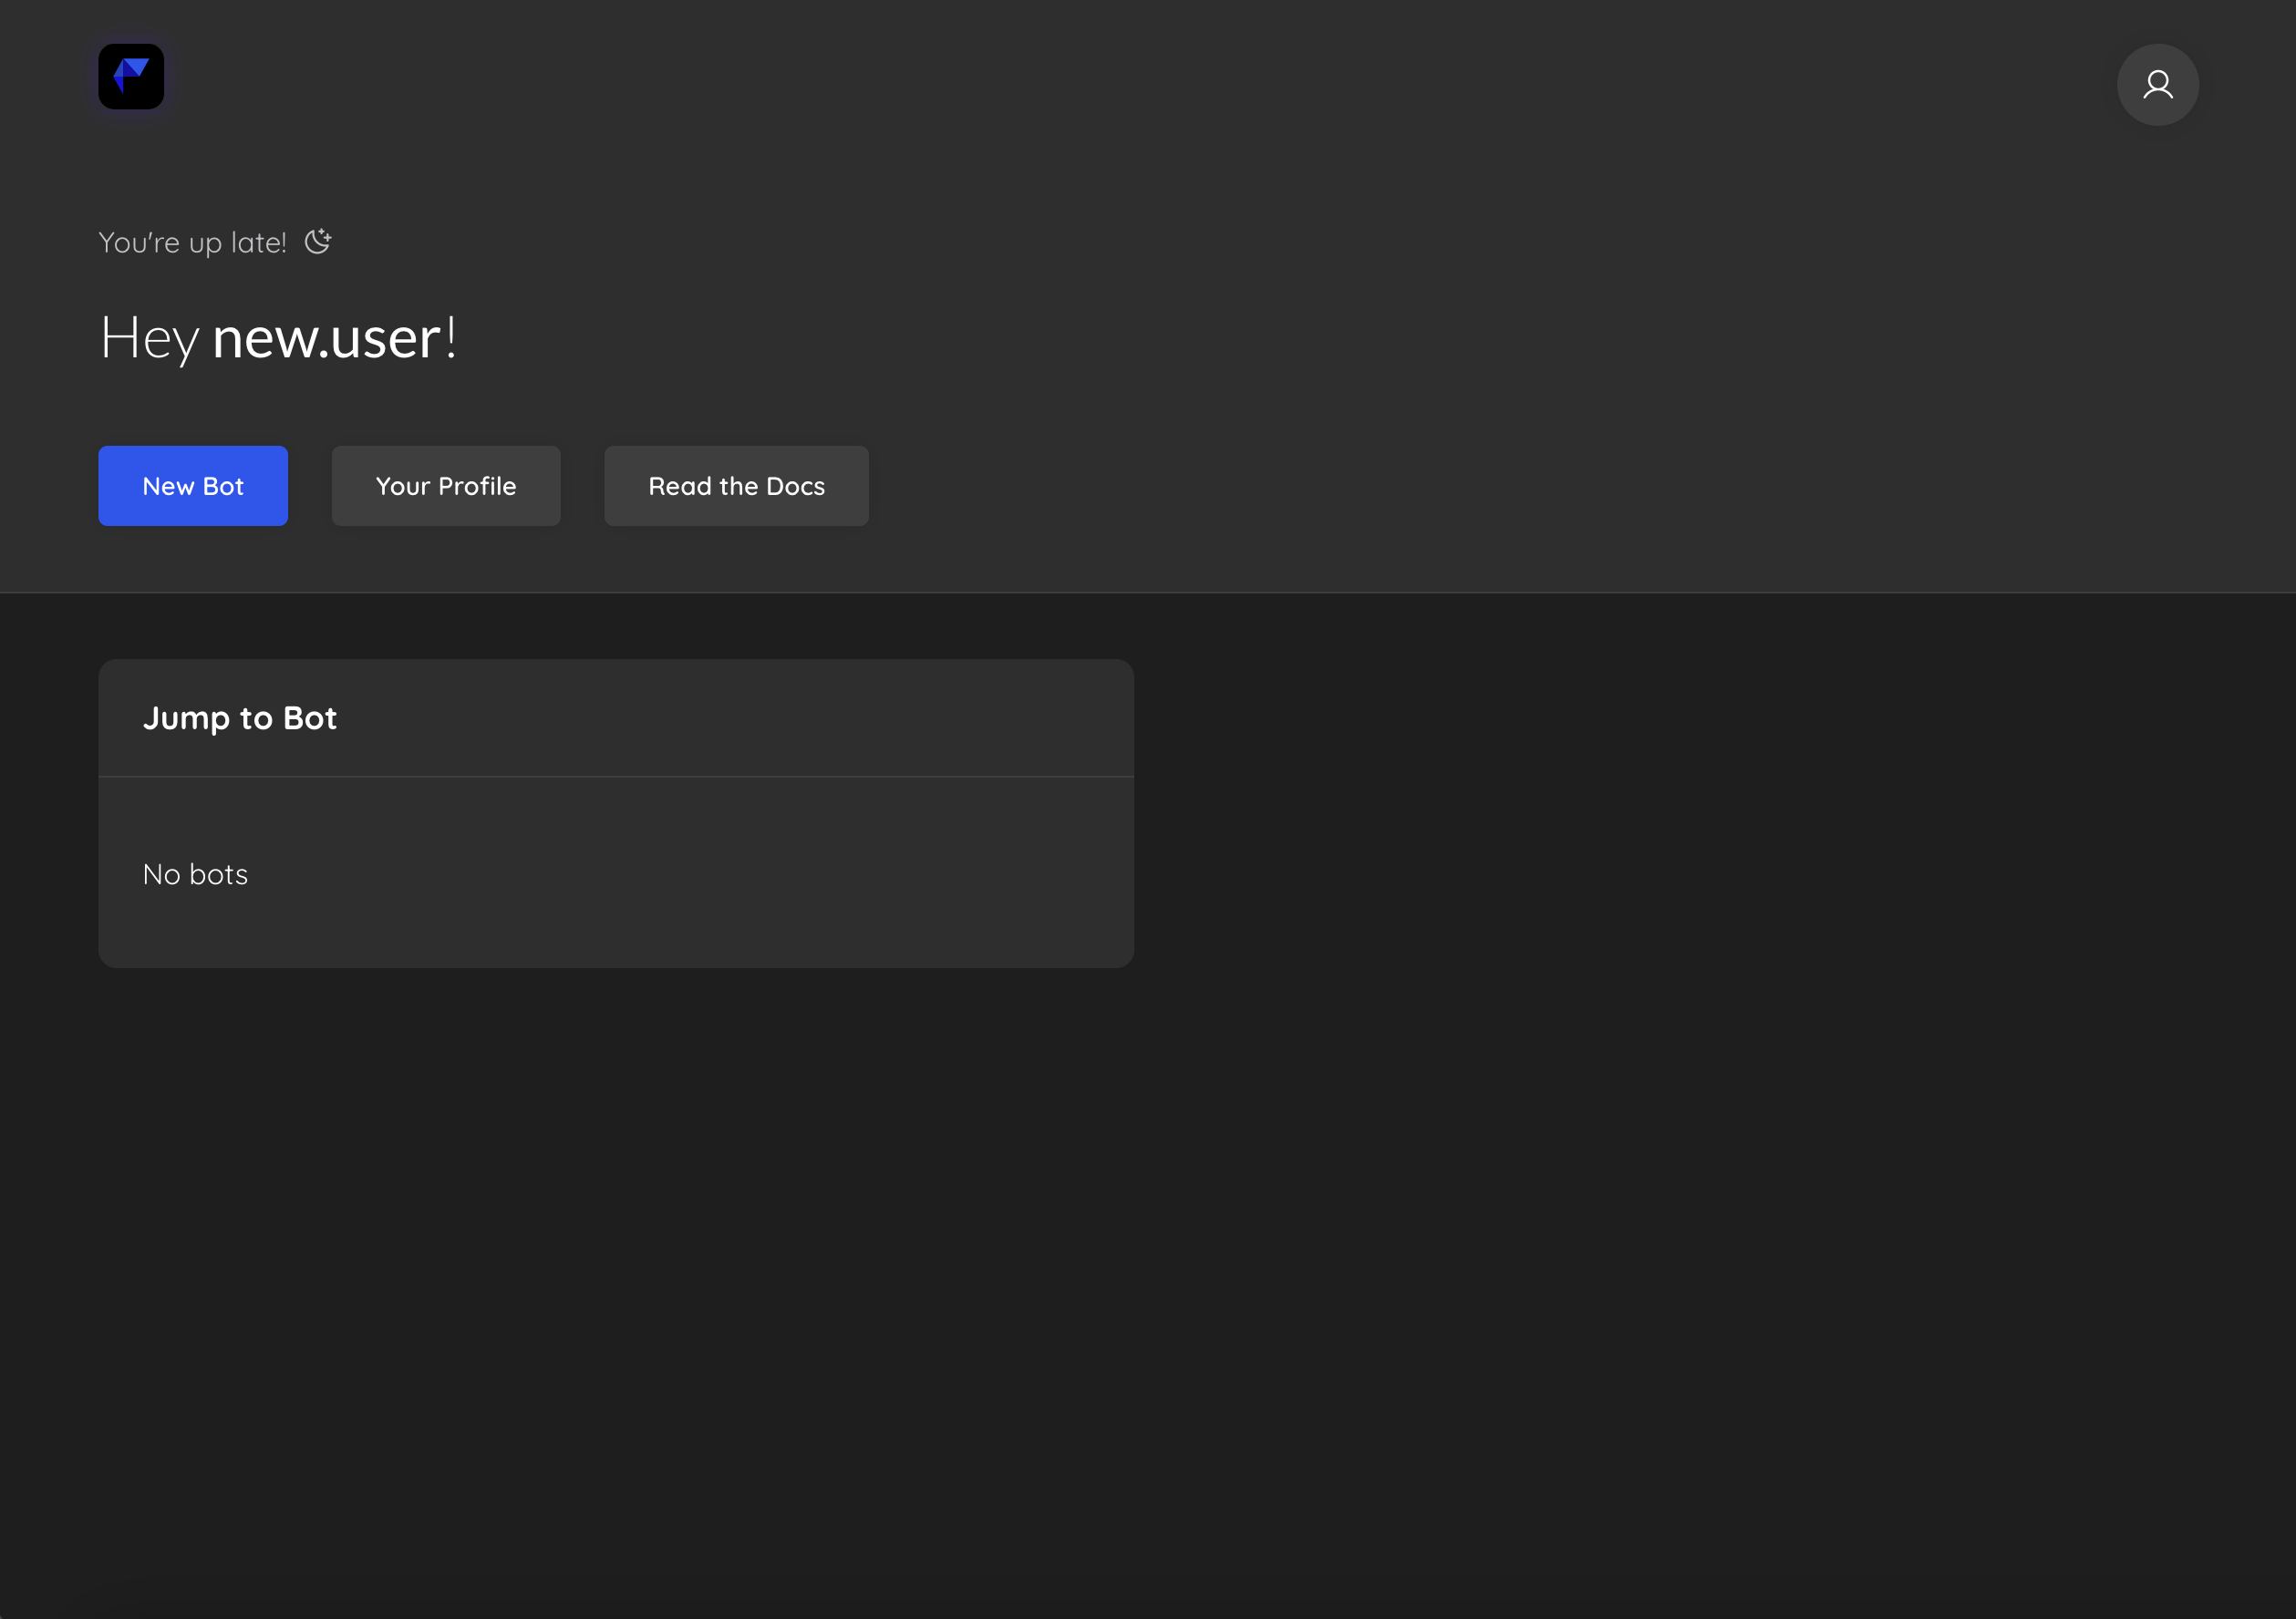 You're up late!
Hey new.user!
New Bot
Your Profile
Read the Docs
Jump to Bot
No bots